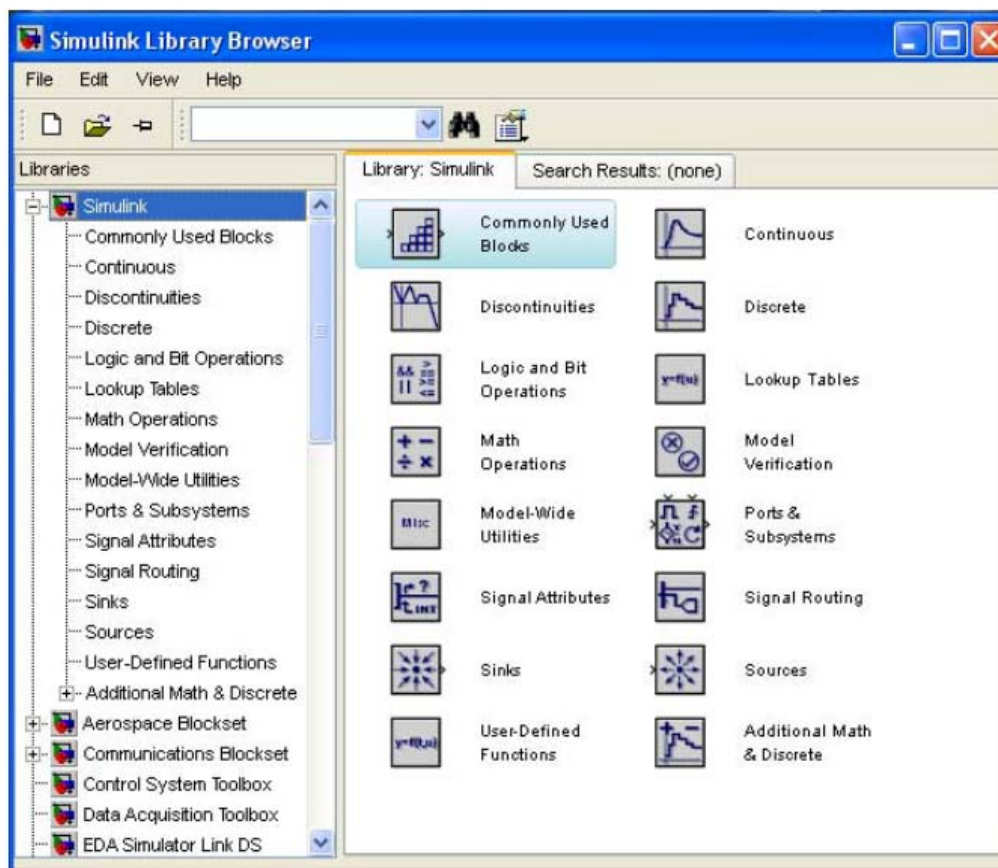 Simulink Library Browser
File Edit View Help
Libraries
Simulink
Commonly Used Blocks
Continuous
Discontinuities
Discrete
Logic and Bit Operations
Lookup Tables
Math Operations
Model Verification
Model-Wide Utilities
Ports & Subsystems
Signal Attributes
Signal Routing
Sinks
Sources
User-Defined Functions
Additional Math & Discrete
Aerospace Blockset
Communications Blockset
Control System Toolbox
Data Acquisition Toolbox
EDA Simulator Link DS
Library: Simulink Search Results: (none)
Commonly Used
Blocks
Continuous
Discontinuities
Discrete
&& >
|| >=
<=
Logic and Bit
Operations
y=f(u)
Lookup Tables
+ −
÷ ×
Math
Operations
Model
Verification
Misc
Model-Wide
Utilities
Ports &
Subsystems
?
INT
Signal Attributes
Signal Routing
Sinks
Sources
y=f(t,u)
User-Defined
Functions
+ −
Additional Math
& Discrete